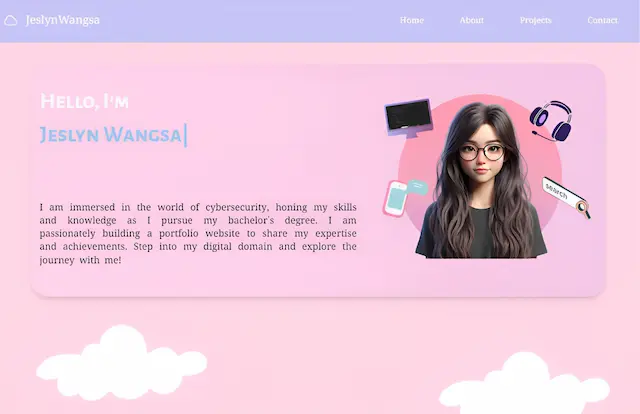 JeslynWangsa
Home About Projects Contact
Hello, I'm
Jeslyn Wangsa
I am immersed in the world of cybersecurity, honing my skills
and knowledge as I pursue my bachelor's degree. I am
passionately building a portfolio website to share my expertise
and achievements. Step into my digital domain and explore the
journey with me!
search